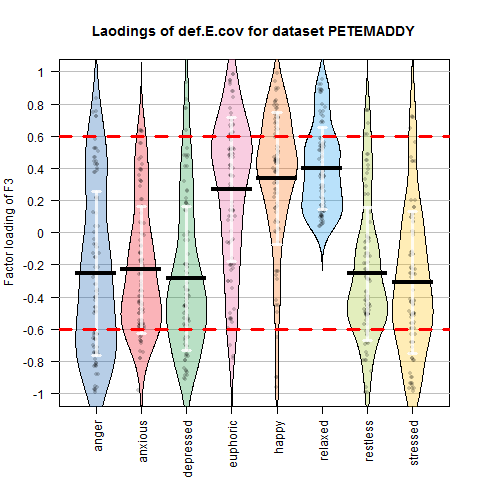 Laodings of def.E.cov for dataset PETEMADDY
Factor loading of F3
1
0.8
0.6
0.4
0.2
0
-0.2
-0.4
-0.6
-0.8
-1
anger
anxious
depressed
euphoric
happy
relaxed
restless
stressed